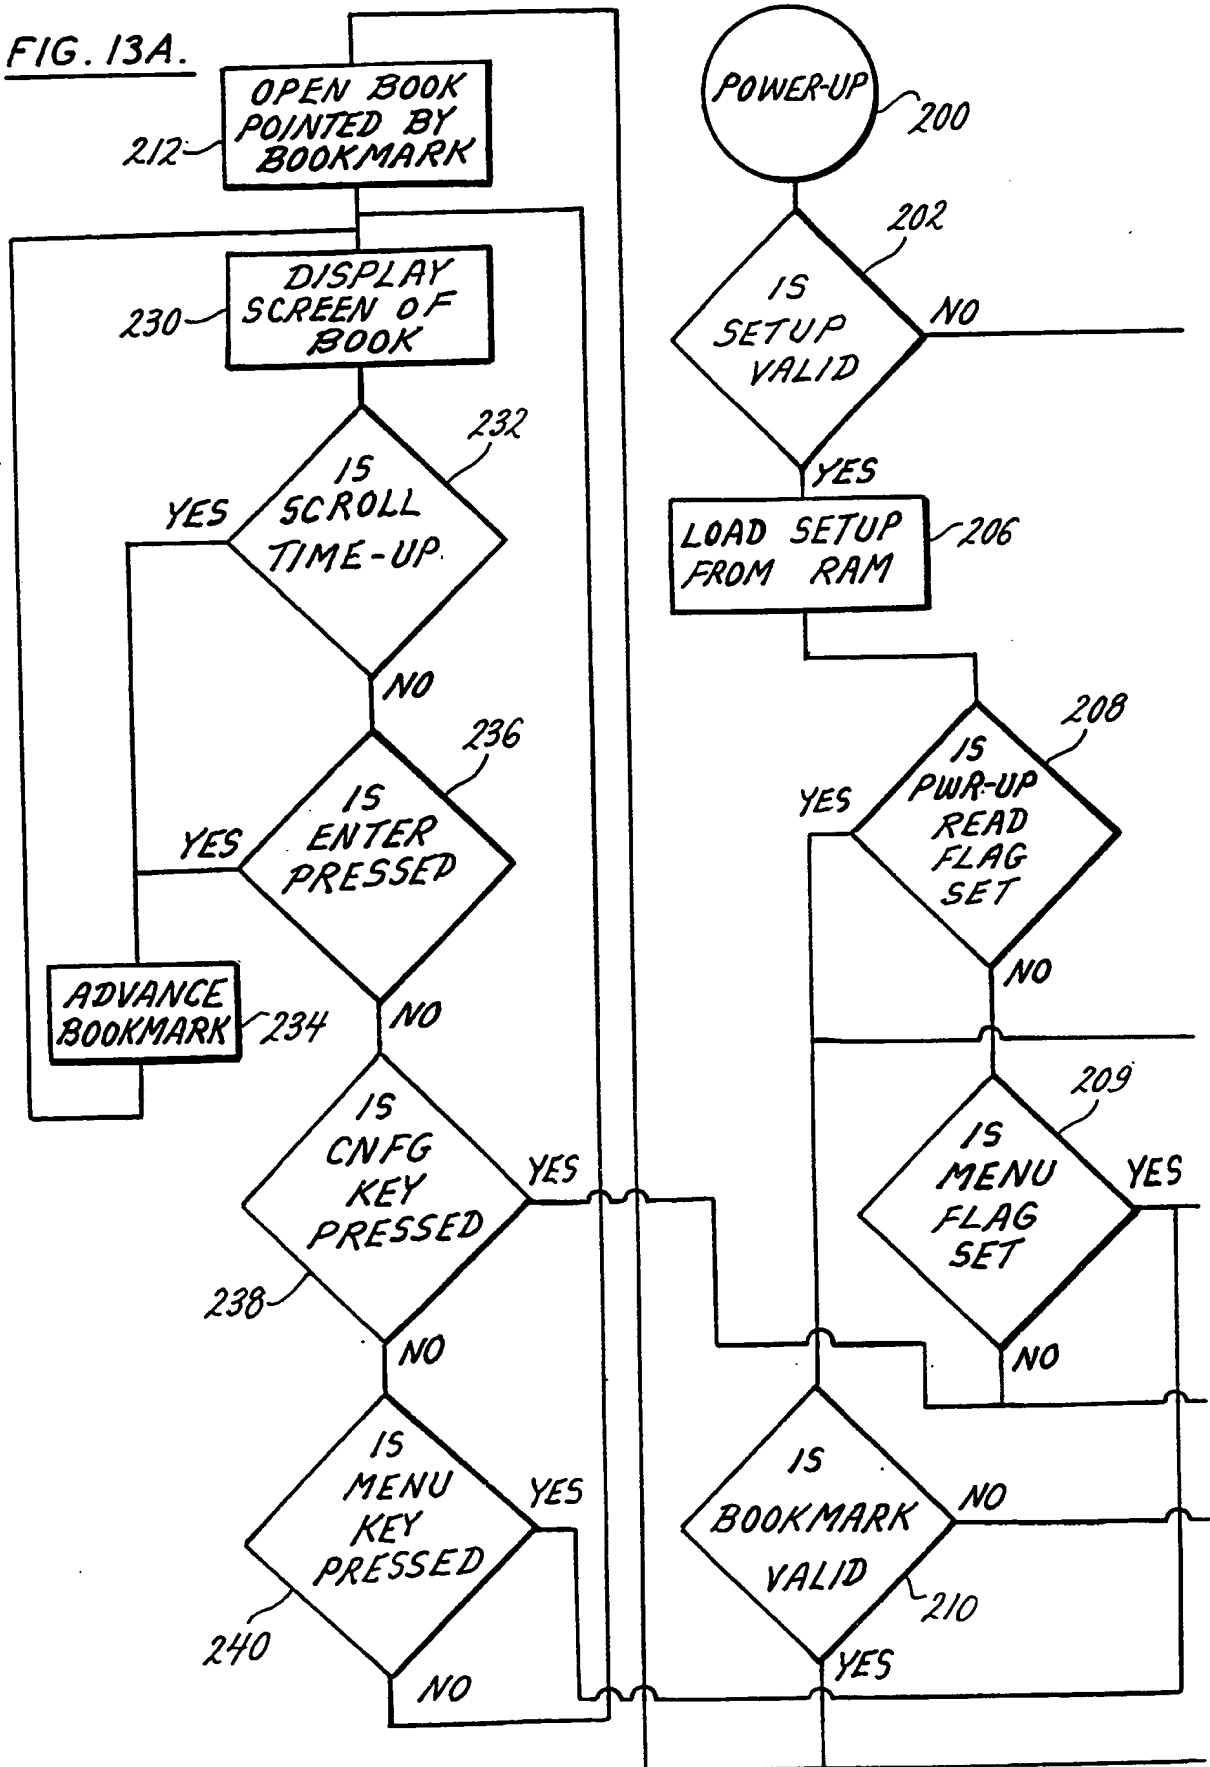 FIG. 13A.
OPEN BOOK
POINTED BY
BOOKMARK
212
DISPLAY
SCREEN OF
BOOK
230
IS
SCROLL
TIME-UP
232
YES
NO
IS
ENTER
PRESSED
236
YES
NO
ADVANCE
BOOKMARK
234
IS
CNFG
KEY
PRESSED
238
YES
NO
IS
MENU
KEY
PRESSED
240
YES
NO
POWER-UP
200
IS
SETUP
VALID
202
NO
YES
LOAD SETUP
FROM RAM
206
IS
PWR-UP
READ
FLAG
SET
208
YES
NO
IS
MENU
FLAG
SET
209
YES
NO
IS
BOOKMARK
VALID
210
NO
YES